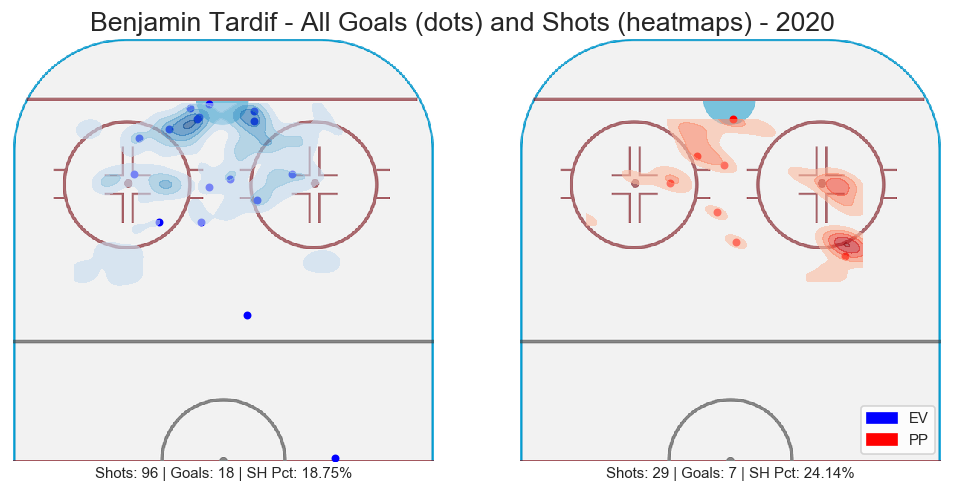 Benjamin Tardif - All Goals (dots) and Shots (heatmaps) - 2020
EV
PP
Shots: 96 | Goals: 18 | SH Pct: 18.75%
Shots: 29 | Goals: 7 | SH Pct: 24.14%